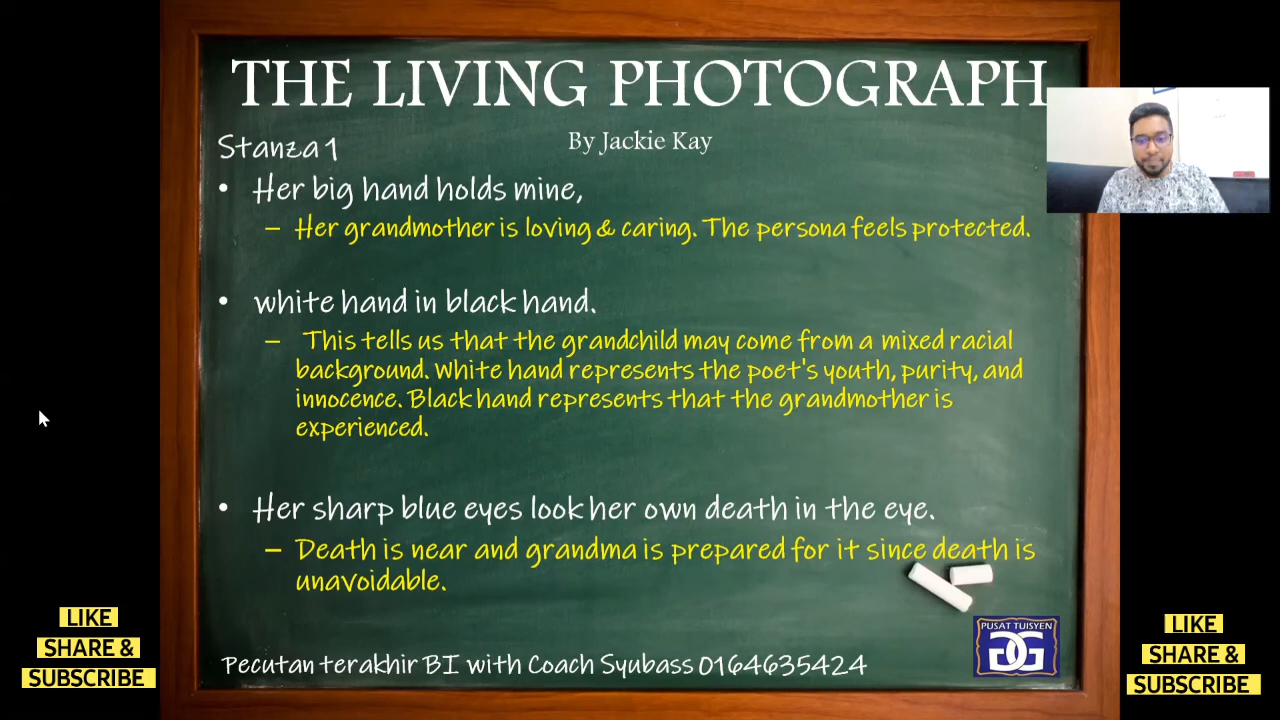 THE LIVING PHOTOGRAPH
By Jackie Kay
Stanza 1
• Her big hand holds mine,
– Her grandmother is loving & caring. The persona feels protected.
• white hand in black hand.
– This tells us that the grandchild may come from a mixed racial
background. White hand represents the poet's youth, purity, and
innocence. Black hand represents that the grandmother is
experienced.
• Her sharp blue eyes look her own death in the eye.
– Death is near and grandma is prepared for it since death is
unavoidable.
Pecutan terakhir BI with Coach Syubass 0164635424
PUSAT TUISYEN
GG
LIKE
SHARE &
SUBSCRIBE
LIKE
SHARE &
SUBSCRIBE